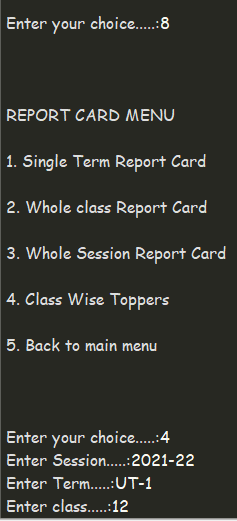 Enter your choice.....:8
REPORT CARD MENU
1. Single Term Report Card
2. Whole class Report Card
3. Whole Session Report Card
4. Class Wise Toppers
5. Back to main menu
Enter your choice.....:4
Enter Session.....:2021-22
Enter Term.....:UT-1
Enter class.....:12